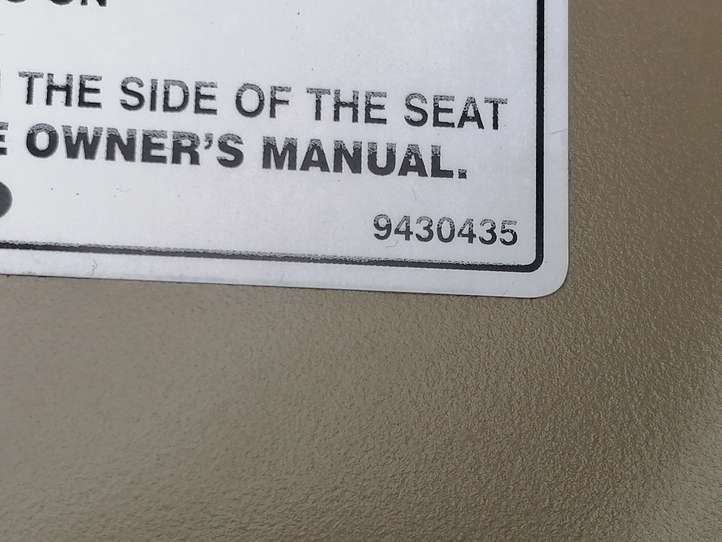 THE SIDE OF THE SEAT
OWNER'S MANUAL.
9430435